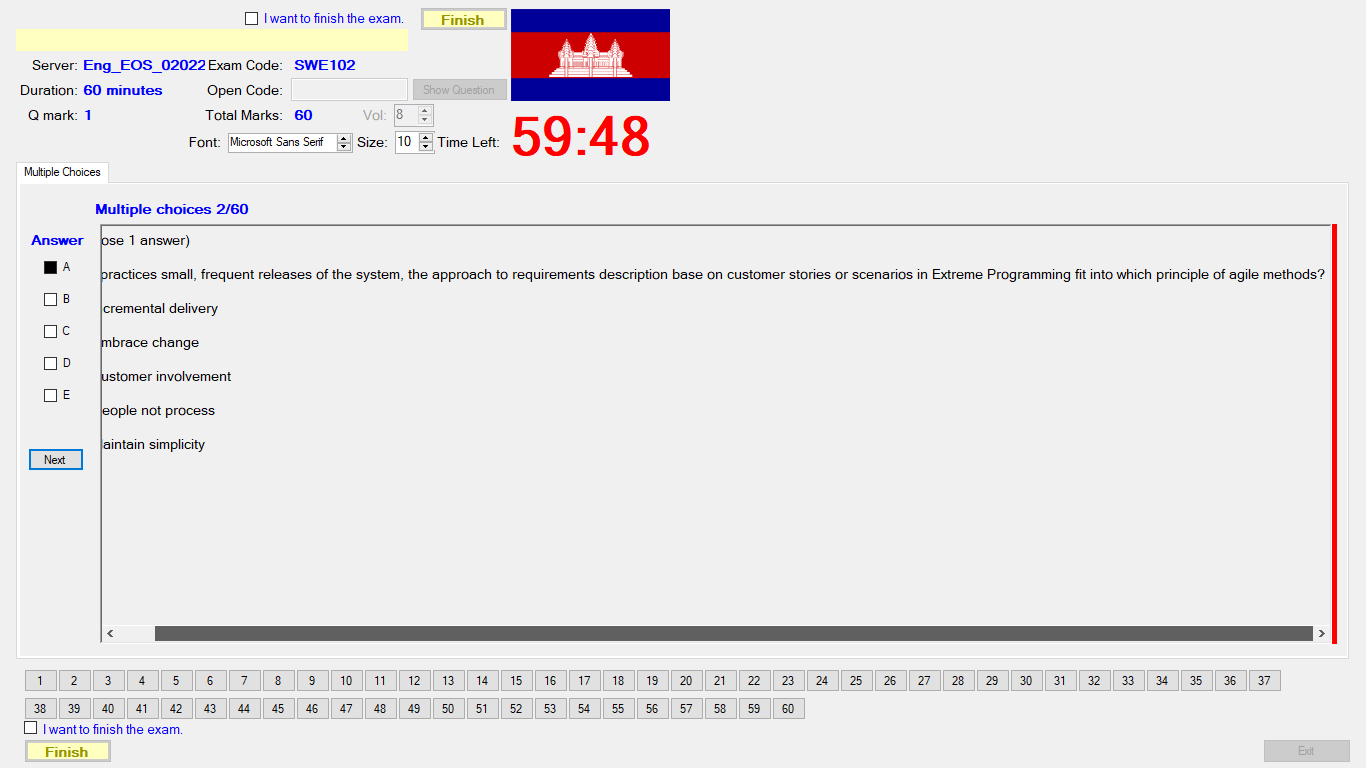 I want to finish the exam.
Finish
Server: Eng_EOS_02022 Exam Code: SWE102
Duration: 60 minutes Open Code: Show Question
Q mark: 1 Total Marks: 60 Vol: 8
Font: Microsoft Sans Serif Size: 10 Time Left: 59:48
Multiple Choices
Multiple choices 2/60
Answer
ose 1 answer)
A
practices small, frequent releases of the system, the approach to requirements description base on customer stories or scenarios in Extreme Programming fit into which principle of agile methods?
B
cremental delivery
C
mbrace change
D
ustomer involvement
E
eople not process
aintain simplicity
Next
1 2 3 4 5 6 7 8 9 10 11 12 13 14 15 16 17 18 19 20 21 22 23 24 25 26 27 28 29 30 31 32 33 34 35 36 37
38 39 40 41 42 43 44 45 46 47 48 49 50 51 52 53 54 55 56 57 58 59 60
I want to finish the exam.
Finish
Exit